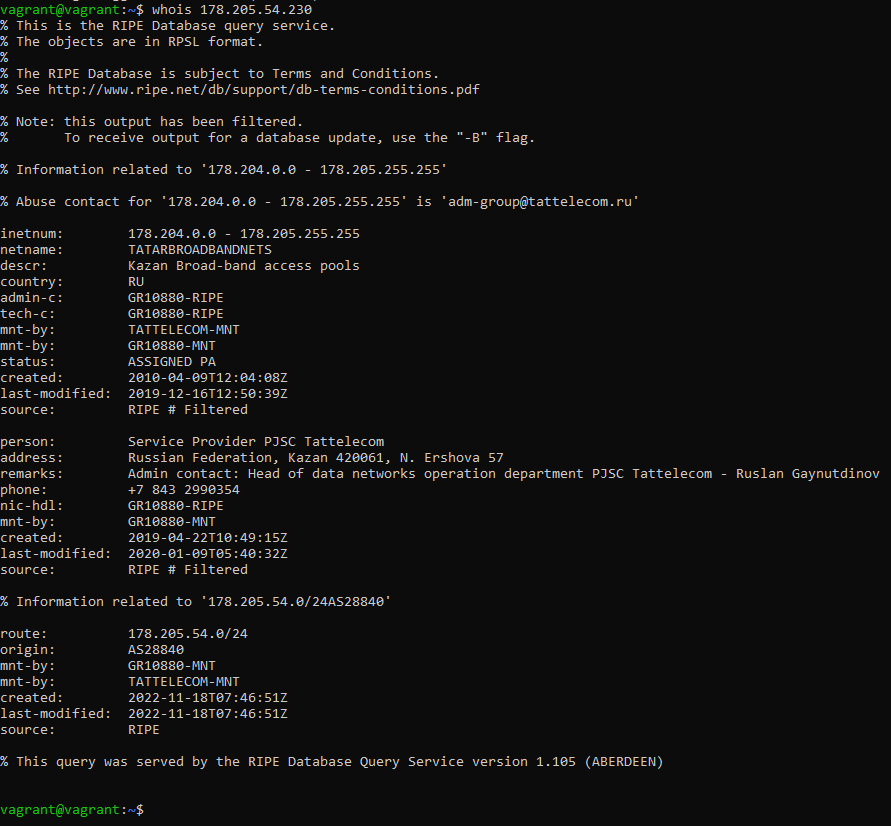 vagrant@vagrant:~$ whois 178.205.54.230
% This is the RIPE Database query service.
% The objects are in RPSL format.
%
% The RIPE Database is subject to Terms and Conditions.
% See http://www.ripe.net/db/support/db-terms-conditions.pdf
% Note: this output has been filtered.
%       To receive output for a database update, use the "-B" flag.
% Information related to '178.204.0.0 - 178.205.255.255'
% Abuse contact for '178.204.0.0 - 178.205.255.255' is 'adm-group@tattelecom.ru'
inetnum:        178.204.0.0 - 178.205.255.255
netname:        TATARBROADBANDNETS
descr:          Kazan Broad-band access pools
country:        RU
admin-c:        GR10880-RIPE
tech-c:         GR10880-RIPE
mnt-by:         TATTELECOM-MNT
mnt-by:         GR10880-MNT
status:         ASSIGNED PA
created:        2010-04-09T12:04:08Z
last-modified:  2019-12-16T12:50:39Z
source:         RIPE # Filtered
person:         Service Provider PJSC Tattelecom
address:        Russian Federation, Kazan 420061, N. Ershova 57
remarks:        Admin contact: Head of data networks operation department PJSC Tattelecom - Ruslan Gaynutdinov
phone:          +7 843 2990354
nic-hdl:        GR10880-RIPE
mnt-by:         GR10880-MNT
created:        2019-04-22T10:49:15Z
last-modified:  2020-01-09T05:40:32Z
source:         RIPE # Filtered
% Information related to '178.205.54.0/24AS28840'
route:          178.205.54.0/24
origin:         AS28840
mnt-by:         GR10880-MNT
mnt-by:         TATTELECOM-MNT
created:        2022-11-18T07:46:51Z
last-modified:  2022-11-18T07:46:51Z
source:         RIPE
% This query was served by the RIPE Database Query Service version 1.105 (ABERDEEN)
vagrant@vagrant:~$